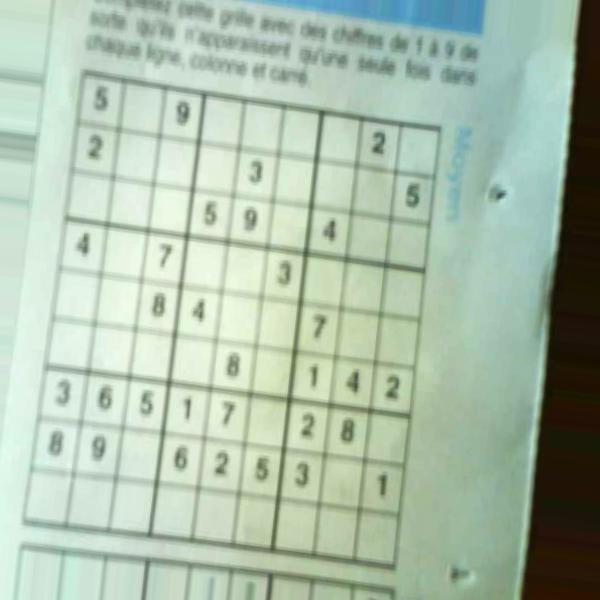 cette grille avec des chiffres de 1 à 9 de
sorte qu'ils n'apparaissent qu'une seule fois dans
chaque ligne, colonne et carré.
Moyen
5 9 2
2 3 5
5 9 4
4 7 3
8 4 7
8 1 4 2
3 6 5 1 7 2 8
8 9 6 2 5 3 1